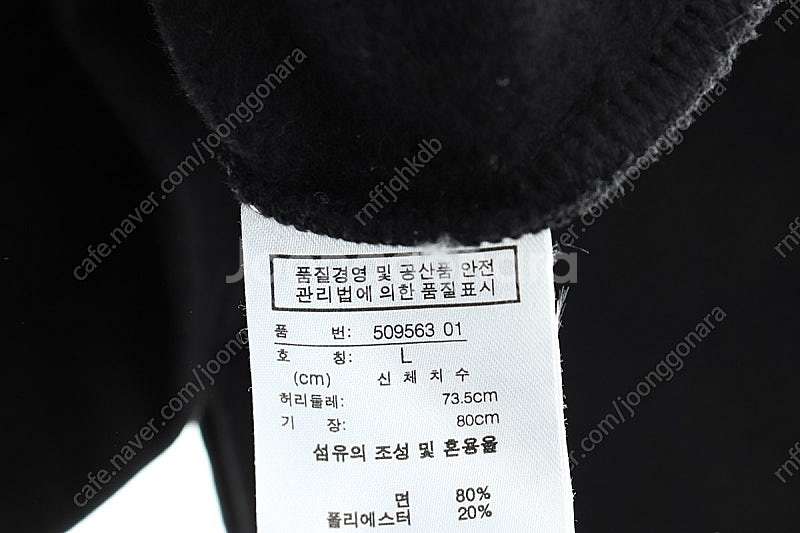 품질경영 및 공산품 안전
관리법에 의한 품질표시
품 번: 509563 01
호 칭: L
(cm) 신 체 치 수
허리둘레: 73.5cm
기 장: 80cm
섬유의 조성 및 혼용율
면 80%
폴리에스터 20%
cafe.naver.com/joonggonara
rmffjqhkdb
cafe.naver.com/joonggonara
rmffjqhkdb
cafe.naver.com/joonggonara